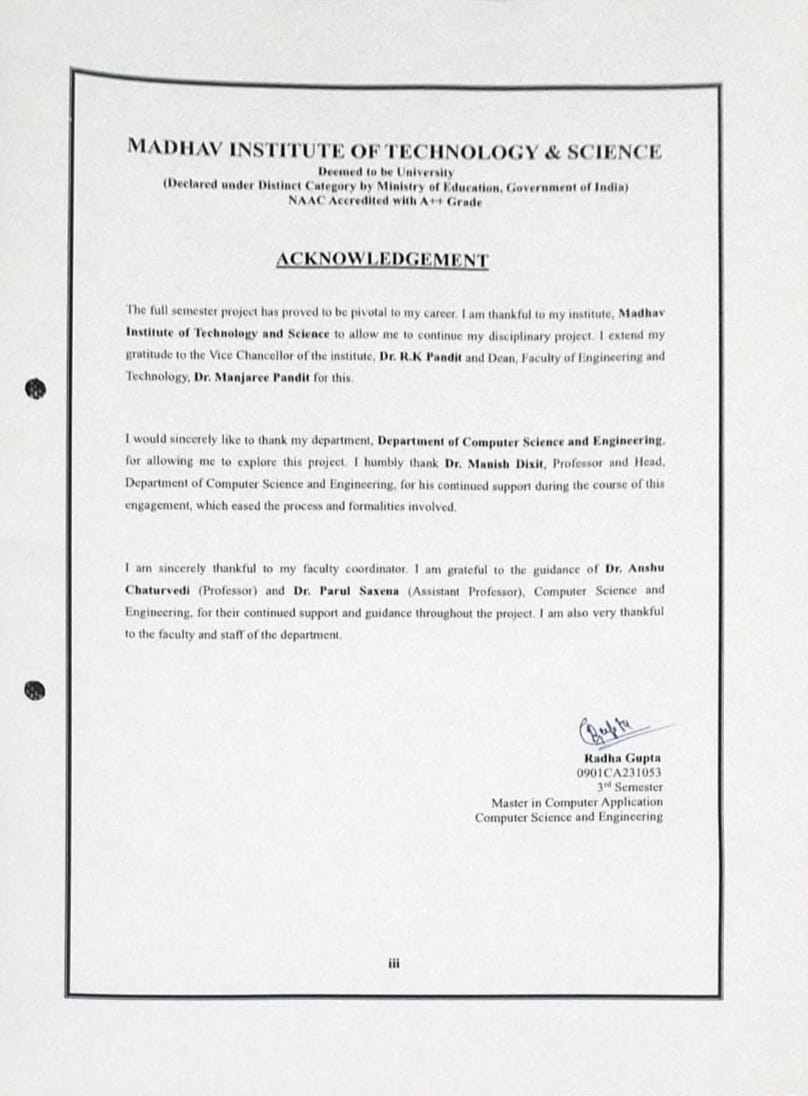 MADHAV INSTITUTE OF TECHNOLOGY & SCIENCE
Deemed to be University
(Declared under Distinct Category by Ministry of Education, Government of India)
NAAC Accredited with A++ Grade
ACKNOWLEDGEMENT
The full semester project has proved to be pivotal to my career. I am thankful to my institute, Madhav
Institute of Technology and Science to allow me to continue my disciplinary project. I extend my
gratitude to the Vice Chancellor of the institute, Dr. R.K Pandit and Dean, Faculty of Engineering and
Technology, Dr. Manjaree Pandit for this.
I would sincerely like to thank my department, Department of Computer Science and Engineering,
for allowing me to explore this project. I humbly thank Dr. Manish Dixit, Professor and Head,
Department of Computer Science and Engineering, for his continued support during the course of this
engagement, which eased the process and formalities involved.
I am sincerely thankful to my faculty coordinator. I am grateful to the guidance of Dr. Anshu
Chaturvedi (Professor) and Dr. Parul Saxena (Assistant Professor), Computer Science and
Engineering, for their continued support and guidance throughout the project. I am also very thankful
to the faculty and staff of the department.
RGupta
Radha Gupta
0901CA231053
3rd Semester
Master in Computer Application
Computer Science and Engineering
iii